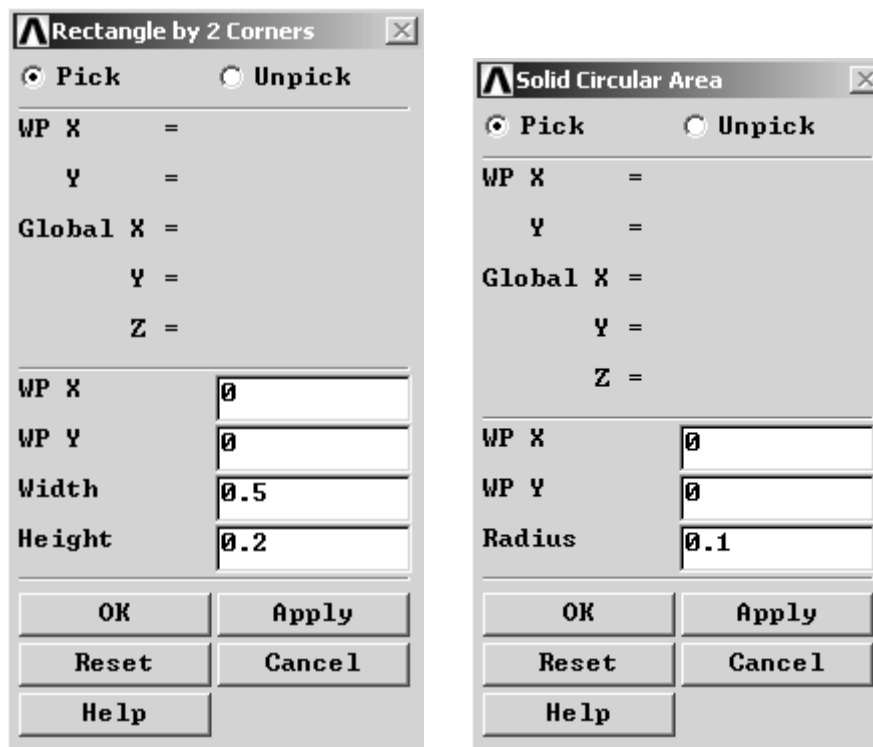 Rectangle by 2 Corners
Pick Unpick
WP X =
Y =
Global X =
Y =
Z =
WP X 0
WP Y 0
Width 0.5
Height 0.2
OK Apply
Reset Cancel
Help
Solid Circular Area
Pick Unpick
WP X =
Y =
Global X =
Y =
Z =
WP X 0
WP Y 0
Radius 0.1
OK Apply
Reset Cancel
Help